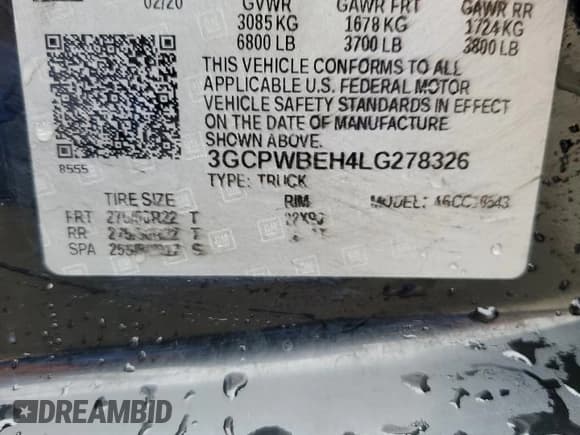 02/20 GVWR GAWR FRT GAWR RR
3085 KG 1678 KG 1724 KG
6800 LB 3700 LB 3800 LB
THIS VEHICLE CONFORMS TO ALL
APPLICABLE U.S. FEDERAL MOTOR
VEHICLE SAFETY STANDARDS IN EFFECT
ON THE DATE OF MANUFACTURE
SHOWN ABOVE.
8555 3GCPWBEH4LG278326
TYPE: TRUCK
TIRE SIZE RIM MODEL:
FRT T
RR T
SPA S
GM
DREAMBID